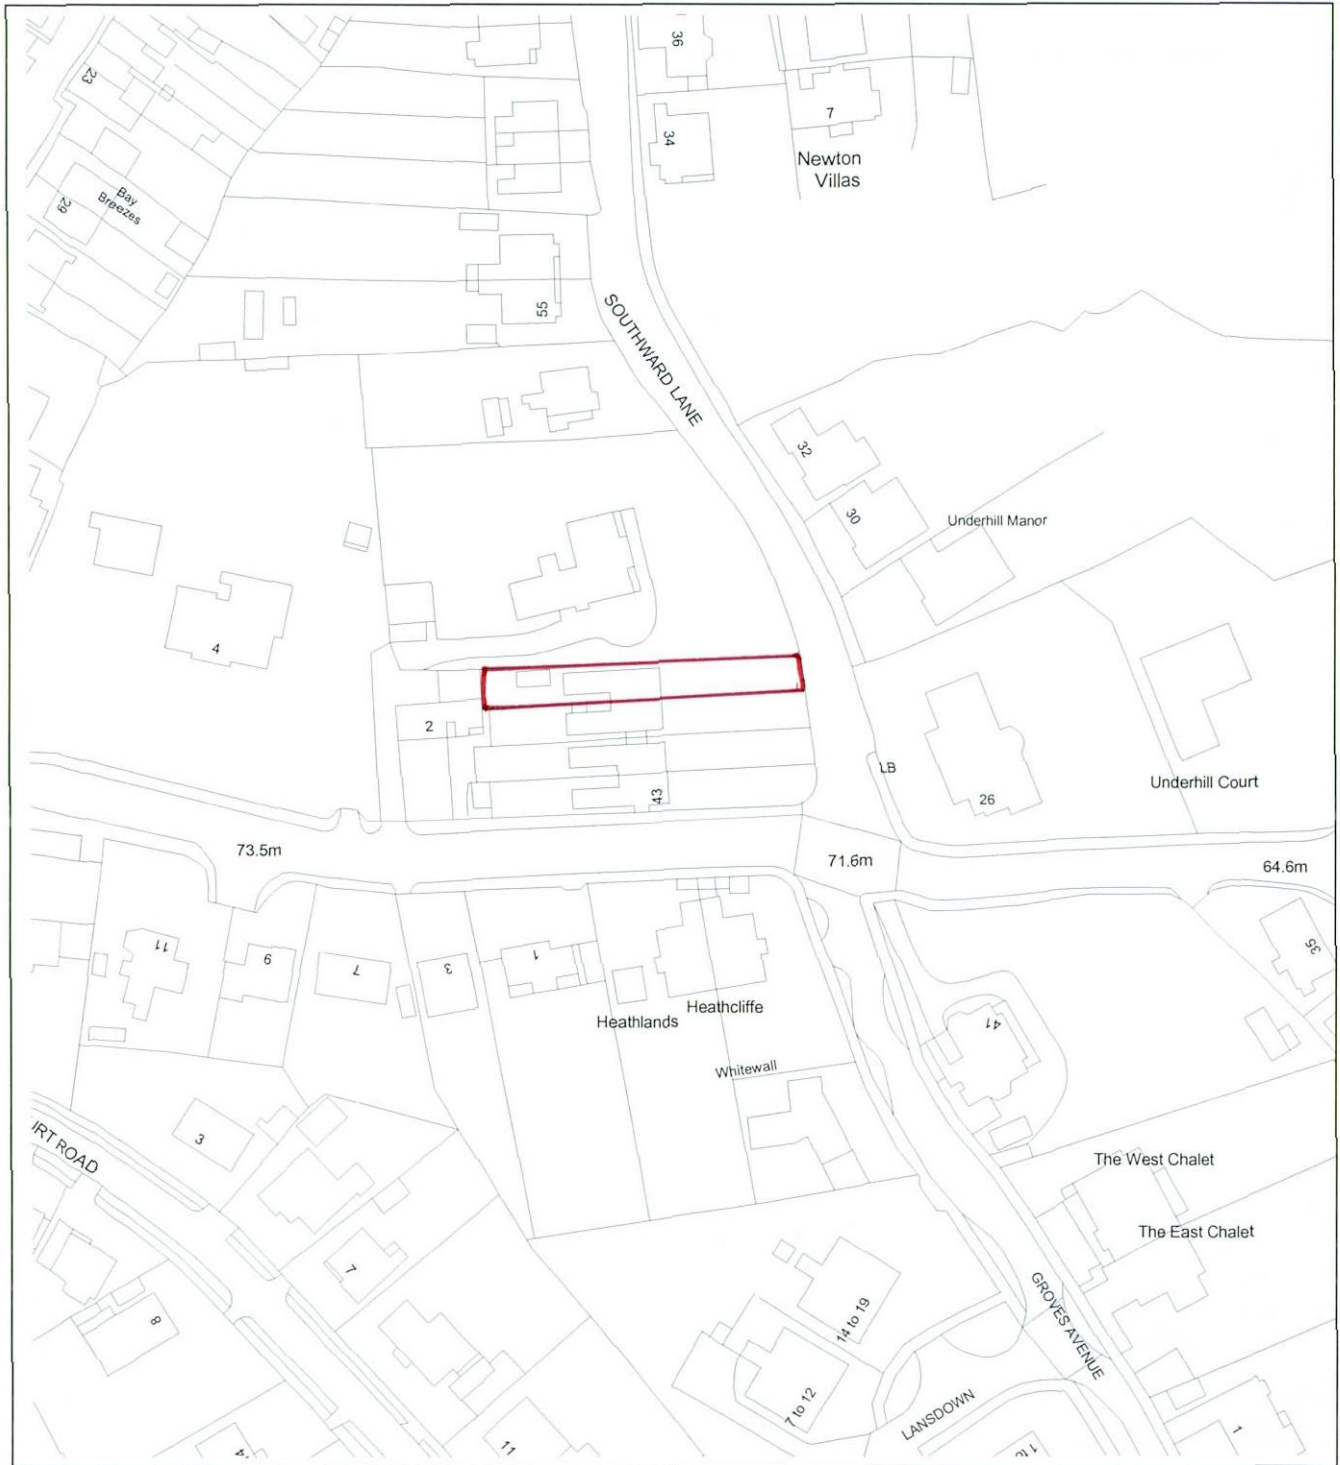 36
23
7
34
Newton
Villas
Bay
Breezes
29
55
SOUTHWARD LANE
32
30
Underhill Manor
4
2
LB
Underhill Court
43
26
73.5m
71.6m
64.6m
11
9
7
3
1
35
Heathlands
Heathcliffe
41
Whitewall
3
URT ROAD
The West Chalet
The East Chalet
7
8
14 to 19
GROVES AVENUE
7 to 12
LANSDOWN
11
1